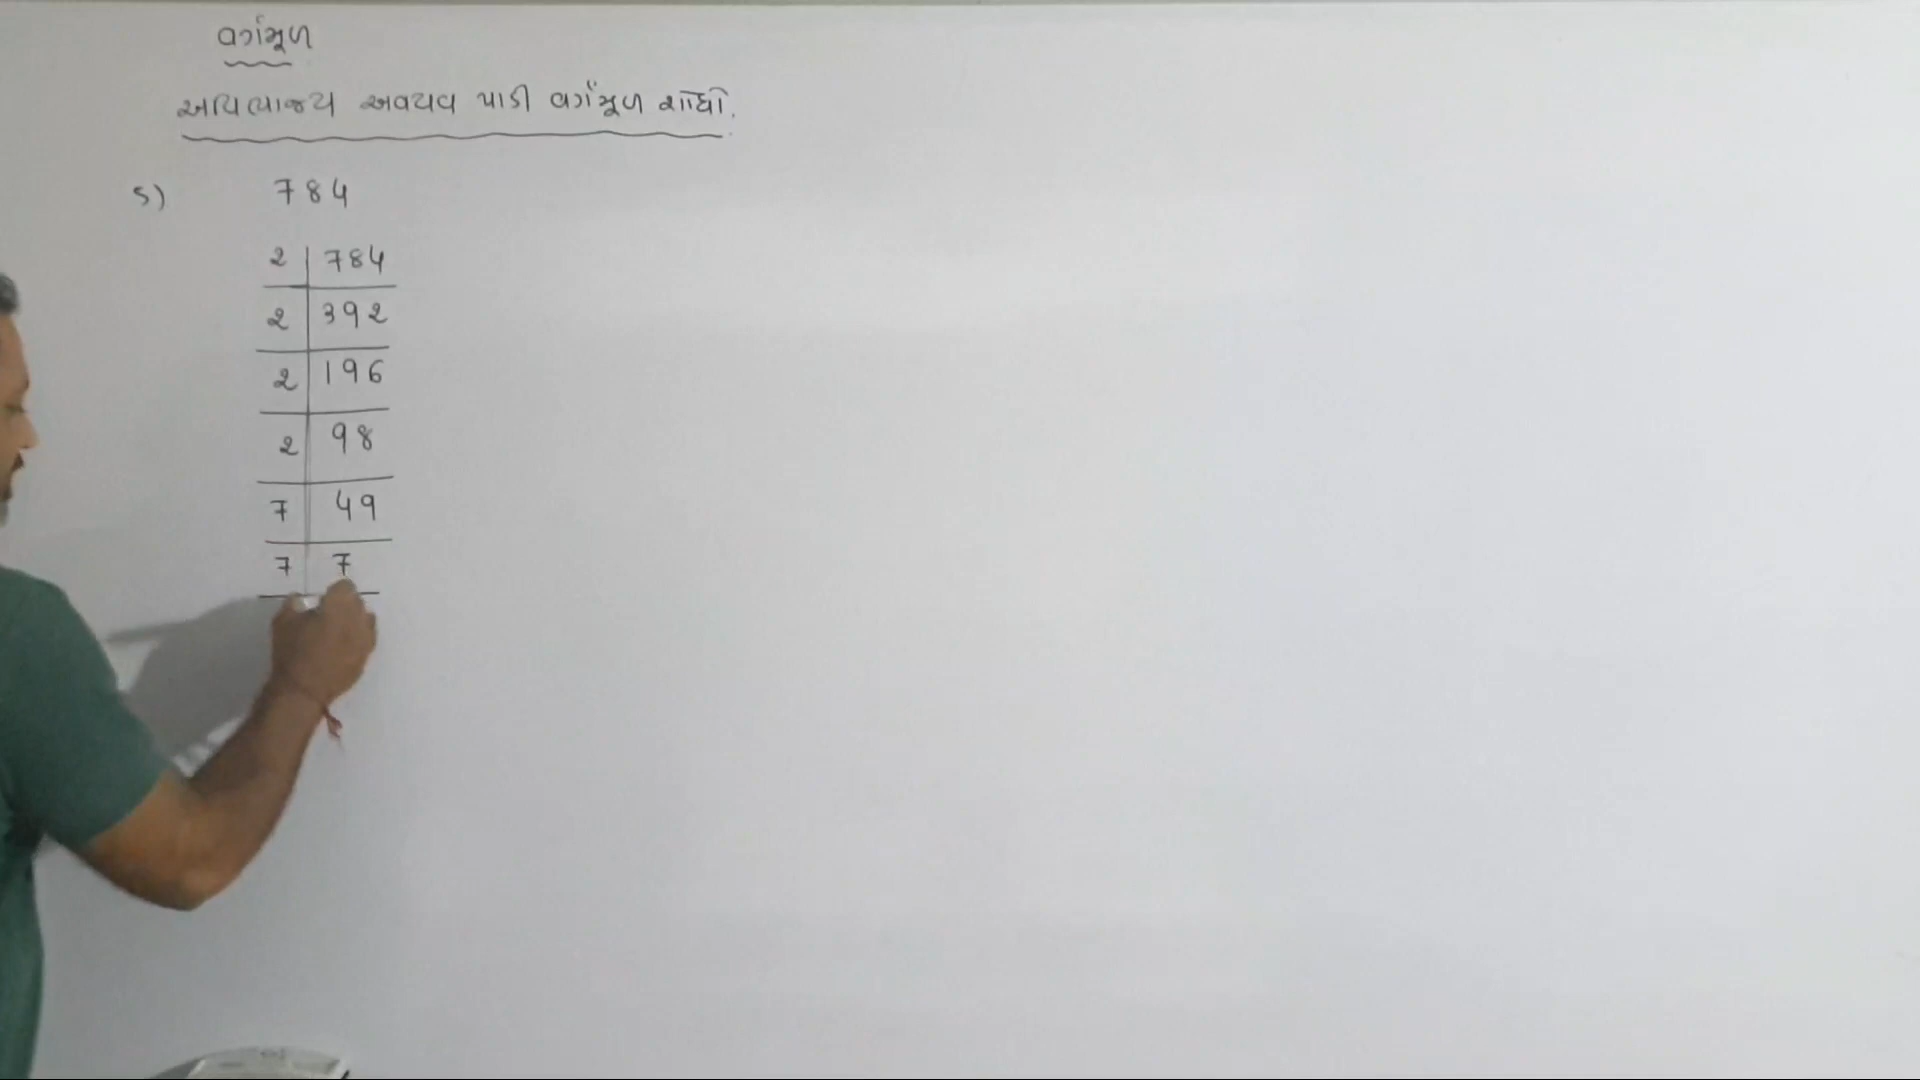 વર્ગમૂળ
અવિભાજ્ય અવયવ પાડી વર્ગમૂળ શોધો.
5) 784
2 | 784
2 | 392
2 | 196
2 | 98
7 | 49
7 | 7